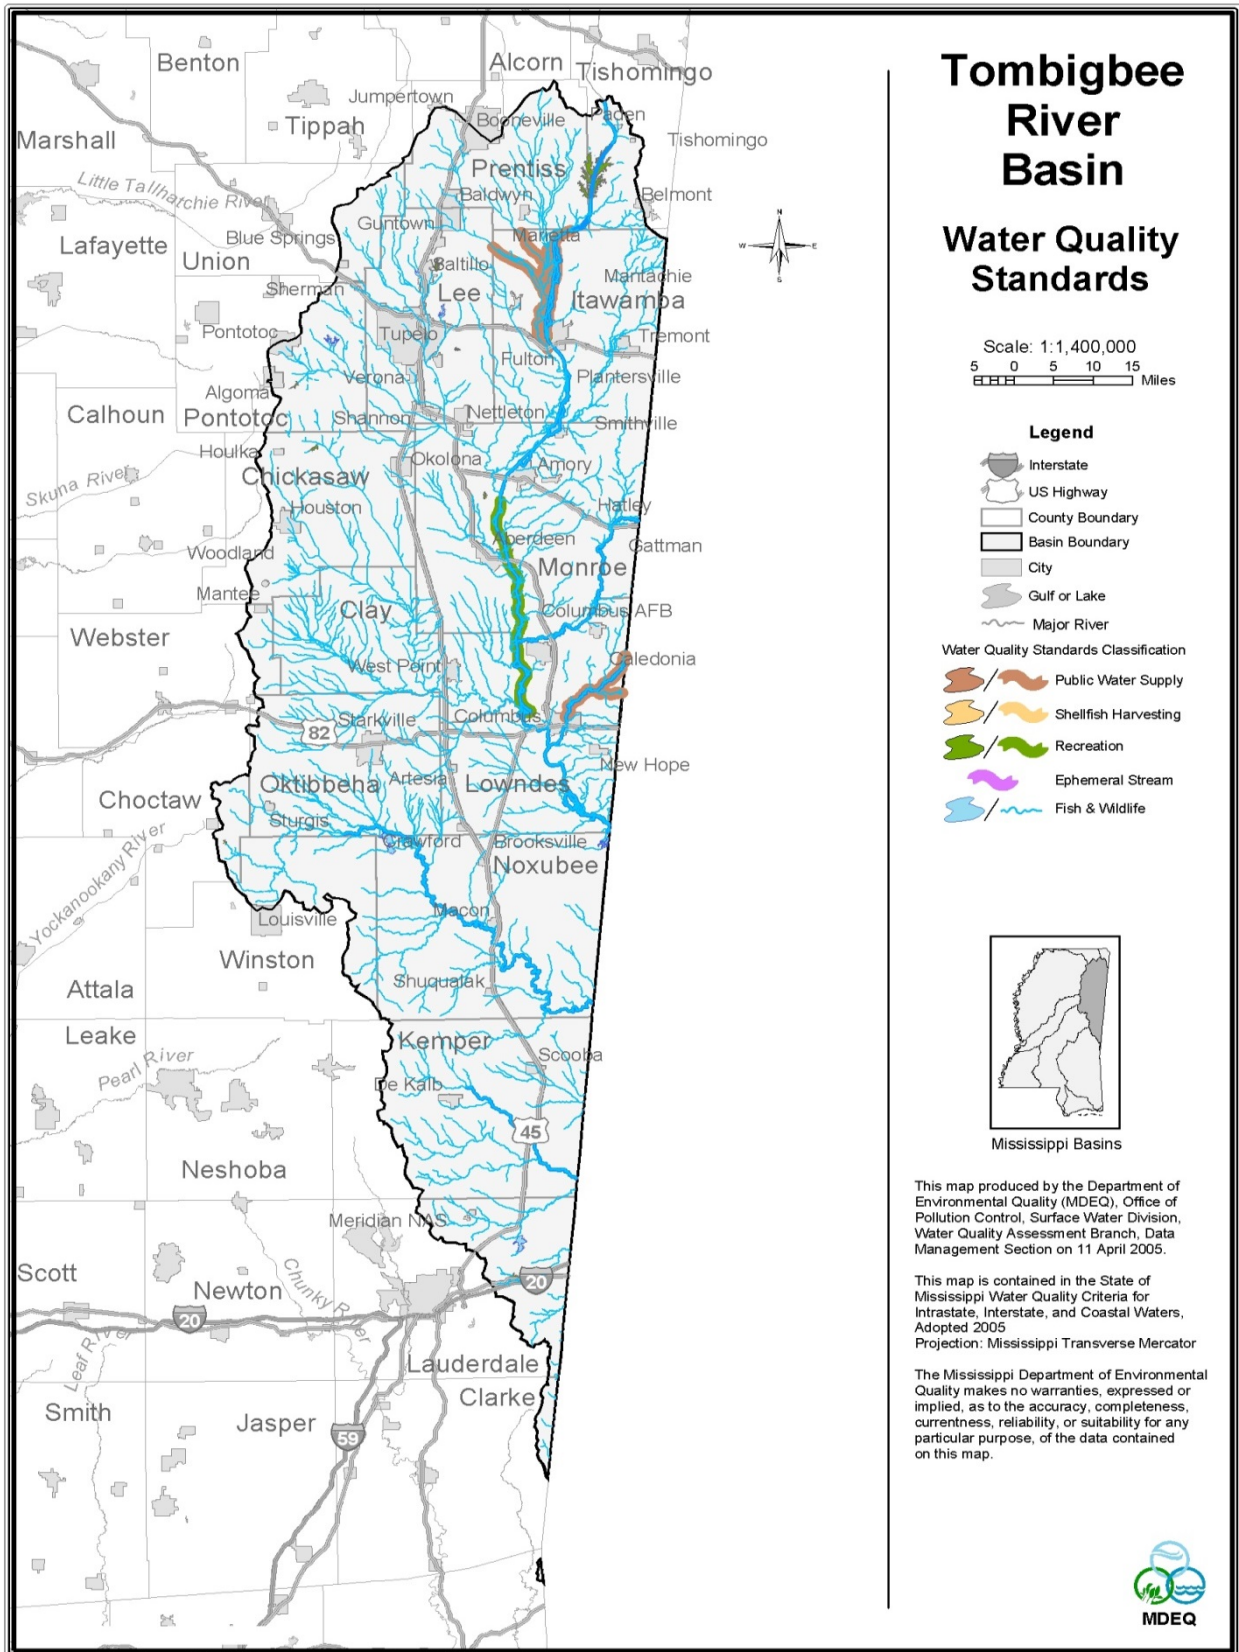 Tombigbee
River
Basin
Water Quality
Standards
Scale: 1:1,400,000
5 0 5 10 15
Miles
Legend
Interstate
US Highway
County Boundary
Basin Boundary
City
Gulf or Lake
Major River
Water Quality Standards Classification
Public Water Supply
Shellfish Harvesting
Recreation
Ephemeral Stream
Fish & Wildlife
Mississippi Basins
This map produced by the Department of
Environmental Quality (MDEQ), Office of
Pollution Control, Surface Water Division,
Water Quality Assessment Branch, Data
Management Section on 11 April 2005.
This map is contained in the State of
Mississippi Water Quality Criteria for
Intrastate, Interstate, and Coastal Waters,
Adopted 2005
Projection: Mississippi Transverse Mercator
The Mississippi Department of Environmental
Quality makes no warranties, expressed or
implied, as to the accuracy, completeness,
currentness, reliability, or suitability for any
particular purpose, of the data contained
on this map.
MDEQ
N
W
E
S
Benton
Alcorn
Tishomingo
Jumpertown
Tippah
Booneville
Paden
Marshall
Tishomingo
Prentiss
Little Tallharchie River
Baldwyn
Belmont
Guntown
Lafayette
Blue Springs
Marietta
Union
Saltillo
Mantachie
Sherman
Lee
Itawamba
Pontotoc
Tupelo
Tremont
Fulton
Verona
Plantersville
Algoma
Calhoun
Pontotoc
Shannon
Nettleton
Smithville
Houlka
Okolona
Amory
Skuna River
Chickasaw
Houston
Hatley
Aberdeen
Gattman
Woodland
Monroe
Mantee
Clay
Columbus AFB
Webster
West Point
Caledonia
Starkville
Columbus
82
New Hope
Oktibbeha
Artesia
Lowndes
Choctaw
Sturgis
Crawford
Brooksville
Noxubee
Yockanookany River
Macon
Louisville
Winston
Shuqualak
Attala
Leake
Kemper
Scooba
Pearl River
De Kalb
45
Neshoba
Meridian NAS
Scott
Newton
Chunky River
20
20
Leaf River
Lauderdale
Clarke
Smith
Jasper
59